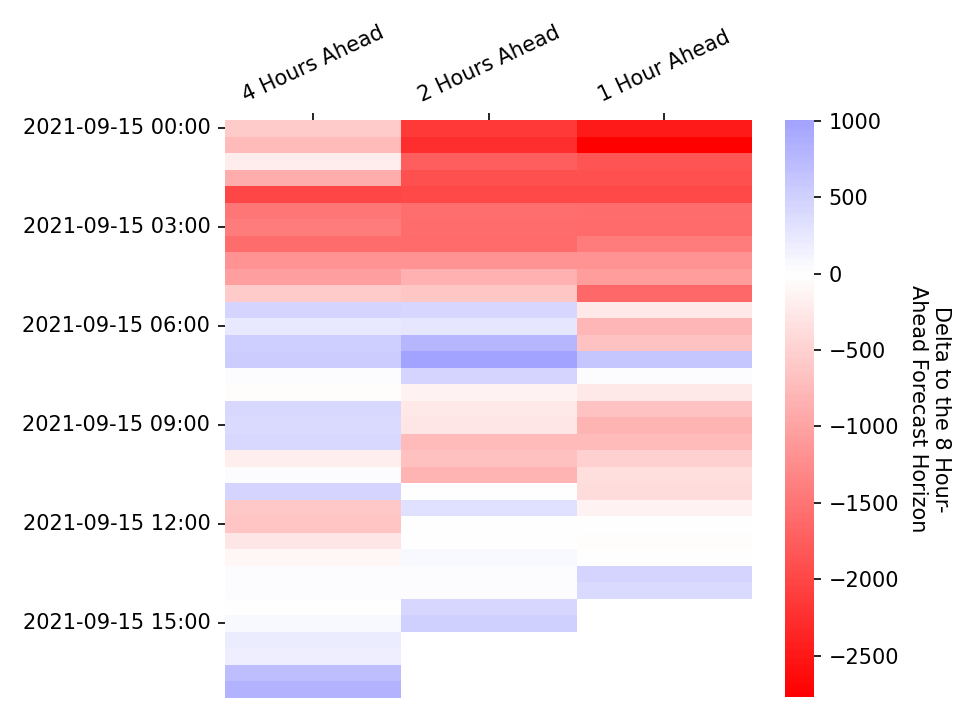 4 Hours Ahead
2 Hours Ahead
1 Hour Ahead
2021-09-15 00:00
2021-09-15 03:00
2021-09-15 06:00
2021-09-15 09:00
2021-09-15 12:00
2021-09-15 15:00
1000
500
0
−500
−1000
−1500
−2000
−2500
Delta to the 8 Hour-
Ahead Forecast Horizon